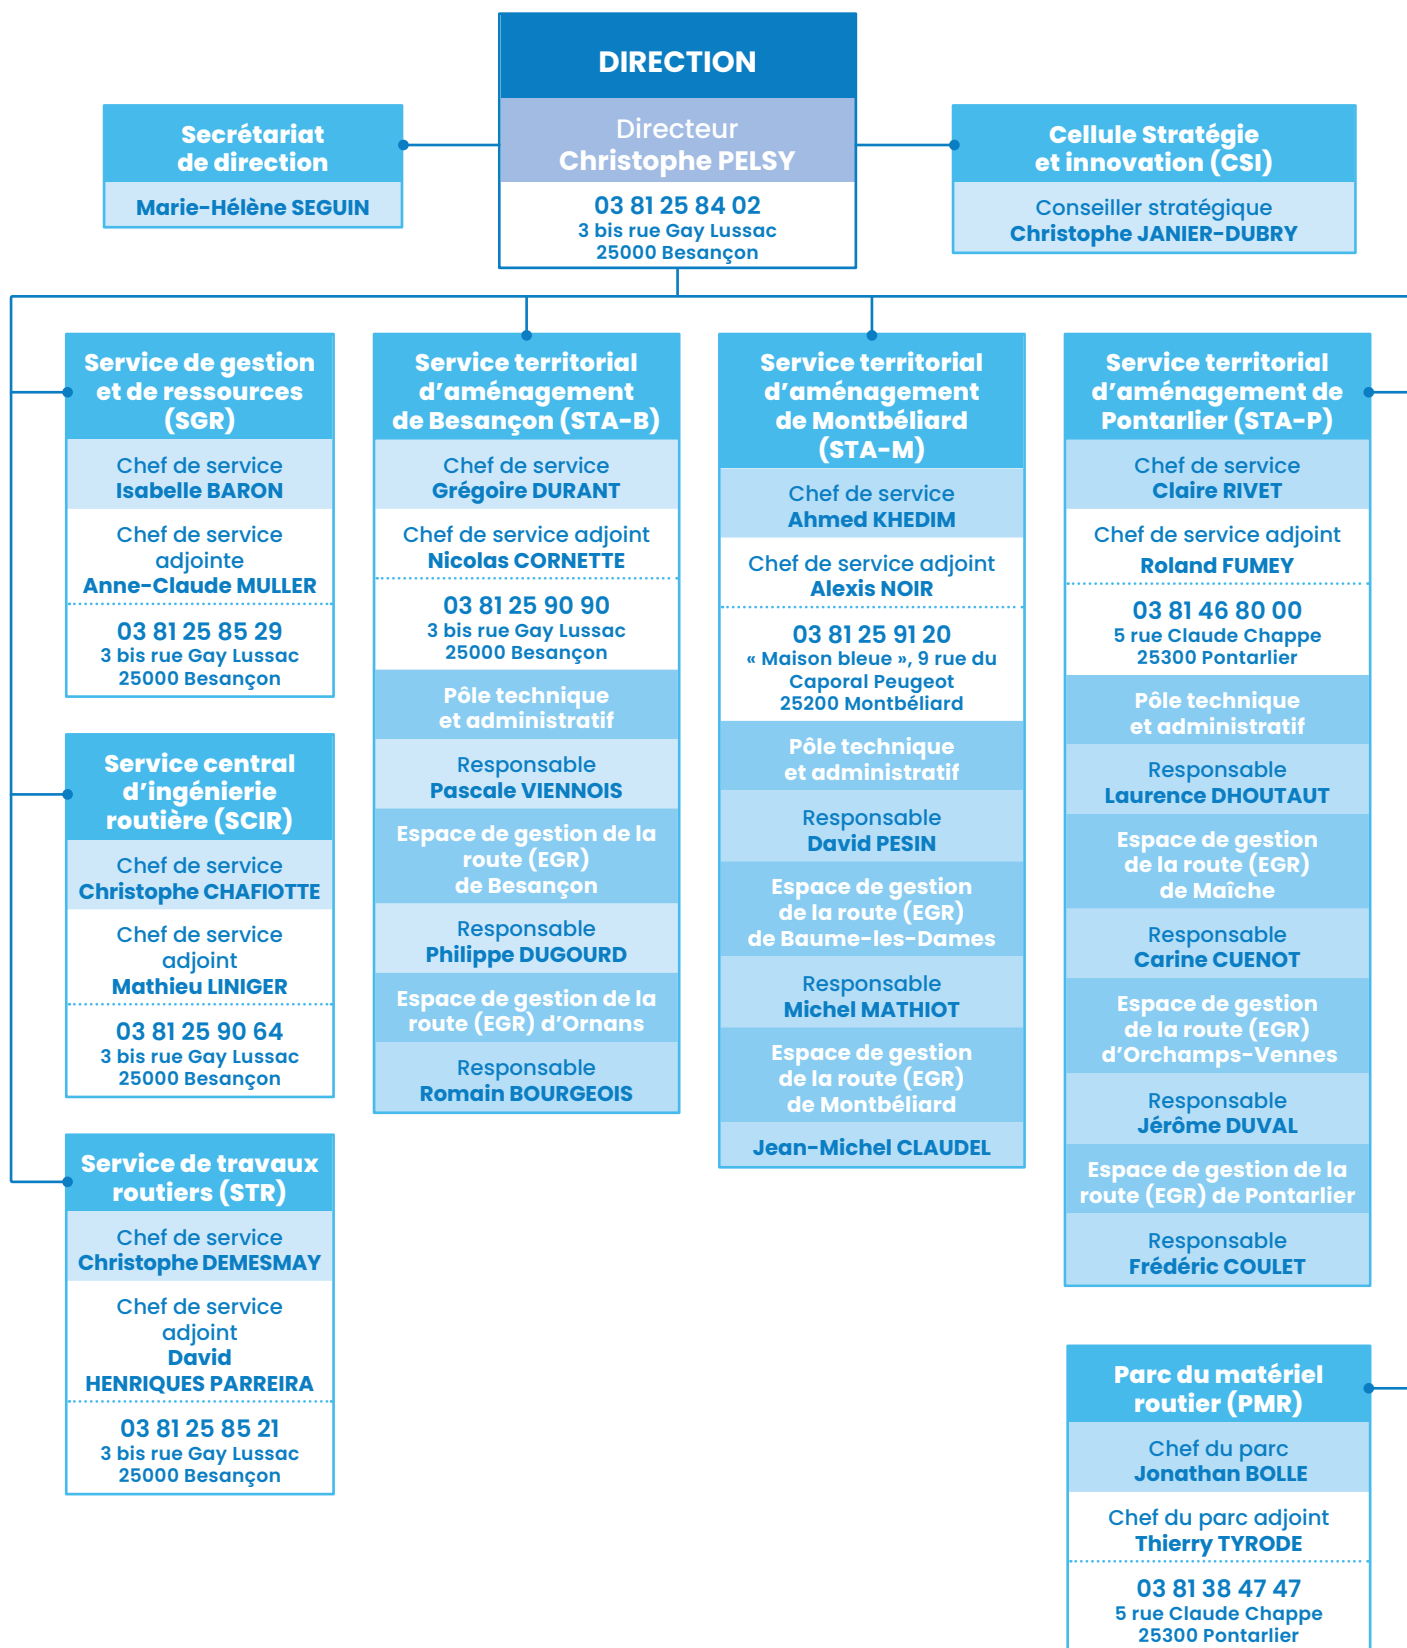 DIRECTION
Directeur
Christophe PELSY
03 81 25 84 02
3 bis rue Gay Lussac
25000 Besançon
Secrétariat
de direction
Marie-Hélène SEGUIN
Cellule Stratégie
et innovation (CSI)
Conseiller stratégique
Christophe JANIER-DUBRY
Service de gestion
et de ressources
(SGR)
Chef de service
Isabelle BARON
Chef de service
adjointe
Anne-Claude MULLER
03 81 25 85 29
3 bis rue Gay Lussac
25000 Besançon
Service central
d’ingénierie
routière (SCIR)
Chef de service
Christophe CHAFIOTTE
Chef de service
adjoint
Mathieu LINIGER
03 81 25 90 64
3 bis rue Gay Lussac
25000 Besançon
Service de travaux
routiers (STR)
Chef de service
Christophe DEMESMAY
Chef de service
adjoint
David
HENRIQUES PARREIRA
03 81 25 85 21
3 bis rue Gay Lussac
25000 Besançon
Service territorial
d’aménagement
de Besançon (STA-B)
Chef de service
Grégoire DURANT
Chef de service adjoint
Nicolas CORNETTE
03 81 25 90 90
3 bis rue Gay Lussac
25000 Besançon
Pôle technique
et administratif
Responsable
Pascale VIENNOIS
Espace de gestion de la
route (EGR)
de Besançon
Responsable
Philippe DUGOURD
Espace de gestion de la
route (EGR) d’Ornans
Responsable
Romain BOURGEOIS
Service territorial
d’aménagement
de Montbéliard
(STA-M)
Chef de service
Ahmed KHEDIM
Chef de service adjoint
Alexis NOIR
03 81 25 91 20
« Maison bleue », 9 rue du
Caporal Peugeot
25200 Montbéliard
Pôle technique
et administratif
Responsable
David PESIN
Espace de gestion
de la route (EGR)
de Baume-les-Dames
Responsable
Michel MATHIOT
Espace de gestion
de la route (EGR)
de Montbéliard
Jean-Michel CLAUDEL
Service territorial
d’aménagement de
Pontarlier (STA-P)
Chef de service
Claire RIVET
Chef de service adjoint
Roland FUMEY
03 81 46 80 00
5 rue Claude Chappe
25300 Pontarlier
Pôle technique
et administratif
Responsable
Laurence DHOUTAUT
Espace de gestion
de la route (EGR)
de Maîche
Responsable
Carine CUENOT
Espace de gestion
de la route (EGR)
d’Orchamps-Vennes
Responsable
Jérôme DUVAL
Espace de gestion de la
route (EGR) de Pontarlier
Responsable
Frédéric COULET
Parc du matériel
routier (PMR)
Chef du parc
Jonathan BOLLE
Chef du parc adjoint
Thierry TYRODE
03 81 38 47 47
5 rue Claude Chappe
25300 Pontarlier